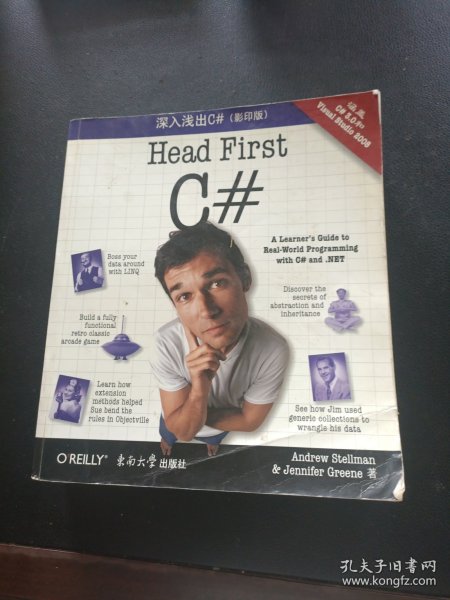 深入浅出C#（影印版）
涵盖
C# 3.0和
Visual Studio 2008
Head First
C#
A Learner's Guide to
Real-World Programming
with C# and .NET
Boss your
data around
with LINQ
Discover the
secrets of
abstraction and
inheritance
Build a fully
functional
retro classic
arcade game
Learn how
extension
methods helped
Sue bend the
rules in Objectville
See how Jim used
generic collections to
wrangle his data
O'REILLY®
東南大學出版社
Andrew Stellman
& Jennifer Greene 著
孔夫子旧书网
www.kongfz.com